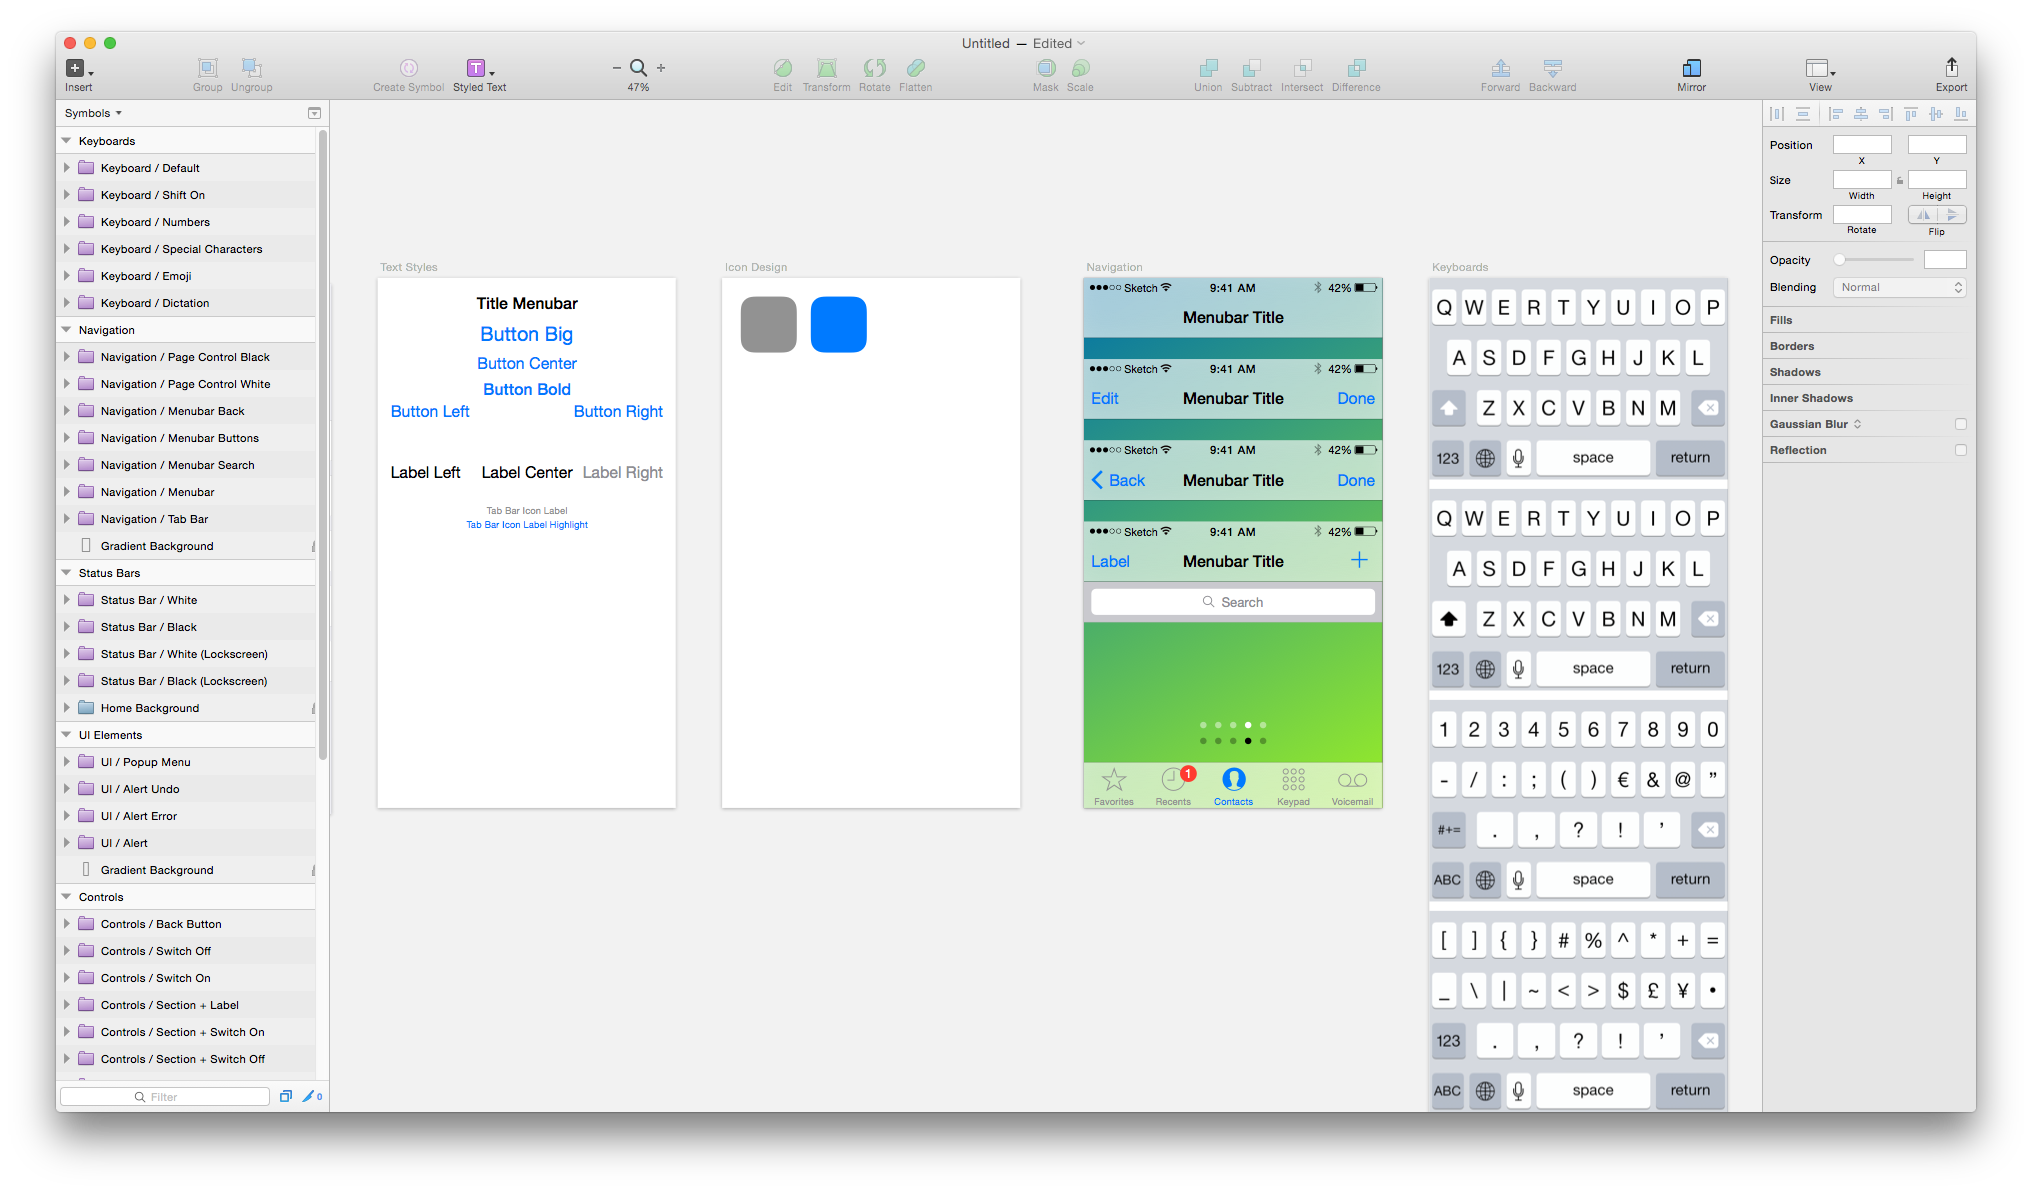 Untitled — Edited
Insert
Group Ungroup
Create Symbol Styled Text
47%
Edit Transform Rotate Flatten
Mask Scale
Union Subtract Intersect Difference
Forward Backward
Mirror
View
Export
Symbols
Keyboards
Keyboard / Default
Keyboard / Shift On
Keyboard / Numbers
Keyboard / Special Characters
Keyboard / Emoji
Keyboard / Dictation
Navigation
Navigation / Page Control Black
Navigation / Page Control White
Navigation / Menubar Back
Navigation / Menubar Buttons
Navigation / Menubar Search
Navigation / Menubar
Navigation / Tab Bar
Gradient Background
Status Bars
Status Bar / White
Status Bar / Black
Status Bar / White (Lockscreen)
Status Bar / Black (Lockscreen)
Home Background
UI Elements
UI / Popup Menu
UI / Alert Undo
UI / Alert Error
UI / Alert
Gradient Background
Controls
Controls / Back Button
Controls / Switch Off
Controls / Switch On
Controls / Section + Label
Controls / Section + Switch On
Controls / Section + Switch Off
Filter
0
Text Styles
Title Menubar
Button Big
Button Center
Button Bold
Button Left Button Right
Label Left Label Center Label Right
Tab Bar Icon Label
Tab Bar Icon Label Highlight
Icon Design
Navigation
Sketch 9:41 AM 42%
Menubar Title
Sketch 9:41 AM 42%
Edit Menubar Title Done
Sketch 9:41 AM 42%
Back Menubar Title Done
Sketch 9:41 AM 42%
Label Menubar Title +
Search
1
Favorites Recents Contacts Keypad Voicemail
Keyboards
Q W E R T Y U I O P
A S D F G H J K L
Z X C V B N M
123 space return
Q W E R T Y U I O P
A S D F G H J K L
Z X C V B N M
123 space return
1 2 3 4 5 6 7 8 9 0
- / : ; ( ) € & @ ”
#+= . , ? ! ’
ABC space return
[ ] { } # % ^ * + =
_ \ | ~ < > $ £ ¥ •
123 . , ? ! ’
ABC space return
Position
X Y
Size
Width Height
Transform
Rotate Flip
Opacity
Blending Normal
Fills
Borders
Shadows
Inner Shadows
Gaussian Blur
Reflection